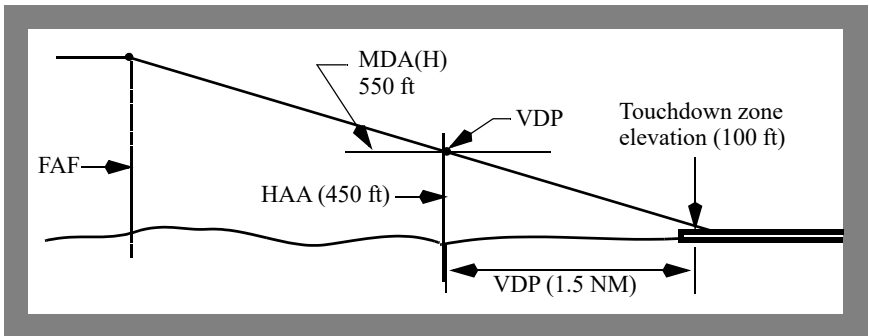 MDA(H)
550 ft
VDP
Touchdown zone
elevation (100 ft)
FAF
HAA (450 ft)
VDP (1.5 NM)